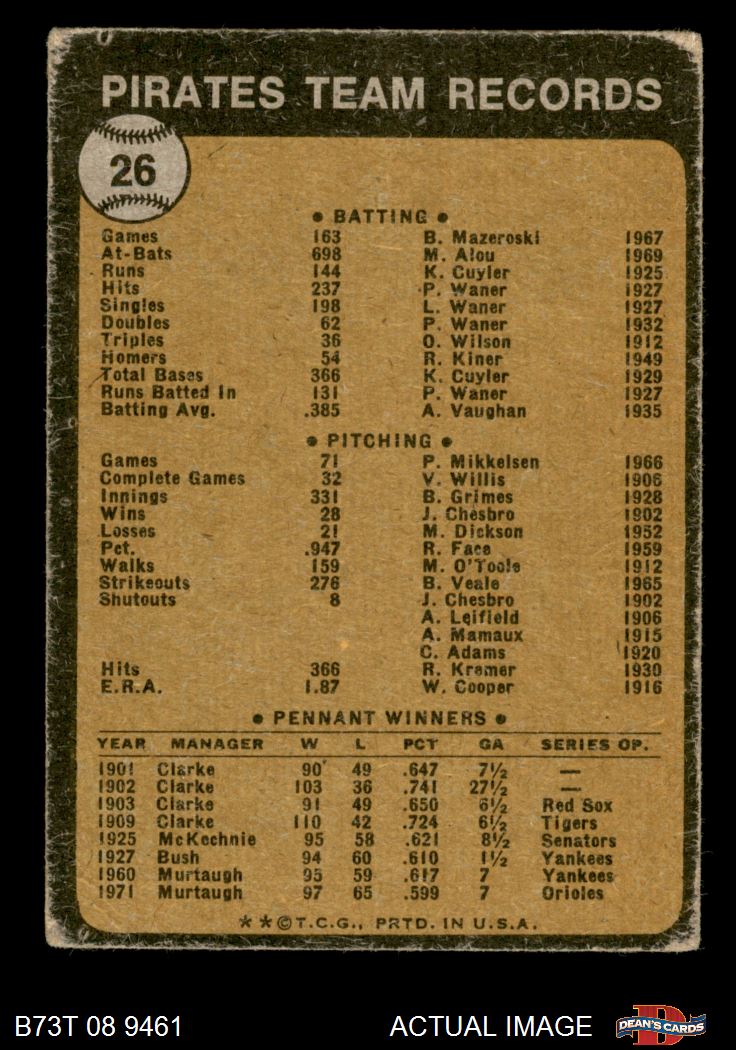 PIRATES TEAM RECORDS
26
• BATTING •
Games 163 B. Mazeroski 1967
At-Bats 698 M. Alou 1969
Runs 144 K. Cuyler 1925
Hits 237 P. Waner 1927
Singles 198 L. Waner 1927
Doubles 62 P. Waner 1932
Triples 36 O. Wilson 1912
Homers 54 R. Kiner 1949
Total Bases 366 K. Cuyler 1929
Runs Batted In 131 P. Waner 1927
Batting Avg. .385 A. Vaughan 1935
• PITCHING •
Games 71 P. Mikkelsen 1966
Complete Games 32 V. Willis 1906
Innings 331 B. Grimes 1928
Wins 28 J. Chesbro 1902
Losses 21 M. Dickson 1952
Pct. .947 R. Face 1959
Walks 159 M. O'Toole 1912
Strikeouts 276 B. Veale 1965
Shutouts 8 J. Chesbro 1902
A. Leifield 1906
A. Mamaux 1915
C. Adams 1920
Hits 366 R. Kremer 1930
E.R.A. 1.87 W. Cooper 1916
• PENNANT WINNERS •
YEAR MANAGER W L PCT GA SERIES OP.
1901 Clarke 90 49 .647 7½ —
1902 Clarke 103 36 .741 27½ —
1903 Clarke 91 49 .650 6½ Red Sox
1909 Clarke 110 42 .724 6½ Tigers
1925 McKechnie 95 58 .621 8½ Senators
1927 Bush 94 60 .610 1½ Yankees
1960 Murtaugh 95 59 .617 7 Yankees
1971 Murtaugh 97 65 .599 7 Orioles
**©T.C.G., PRTD. IN U.S.A.
B73T 08 9461 ACTUAL IMAGE
D DEAN'S CARDS